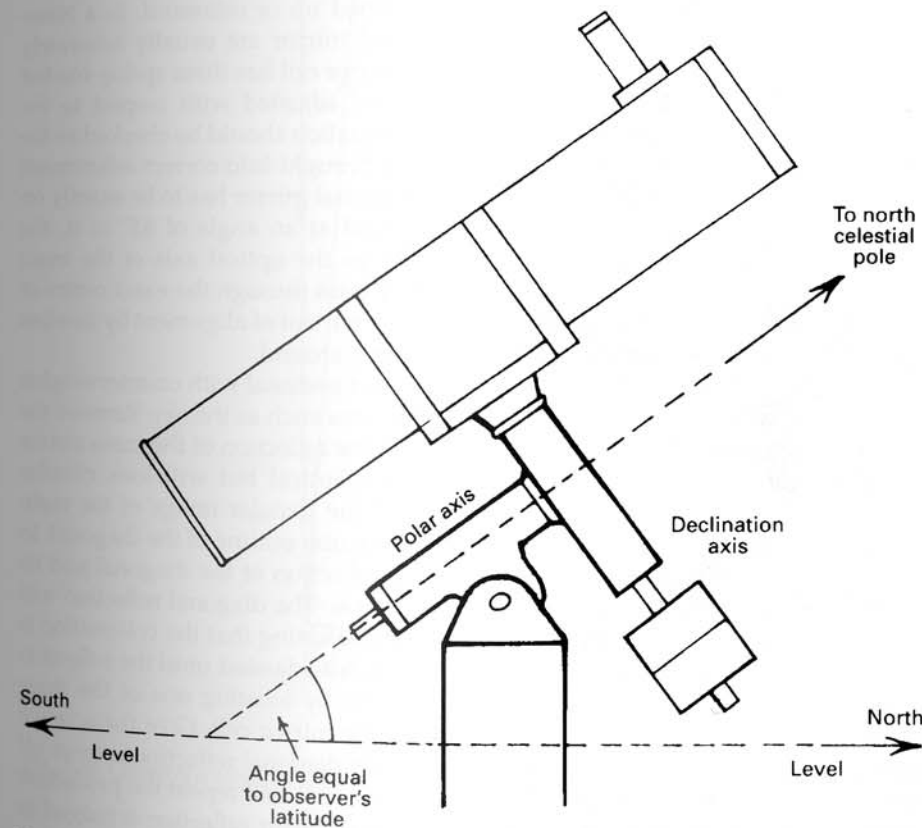 To north
celestial
pole
Polar axis
Declination
axis
South
North
Level
Level
Angle equal
to observer's
latitude